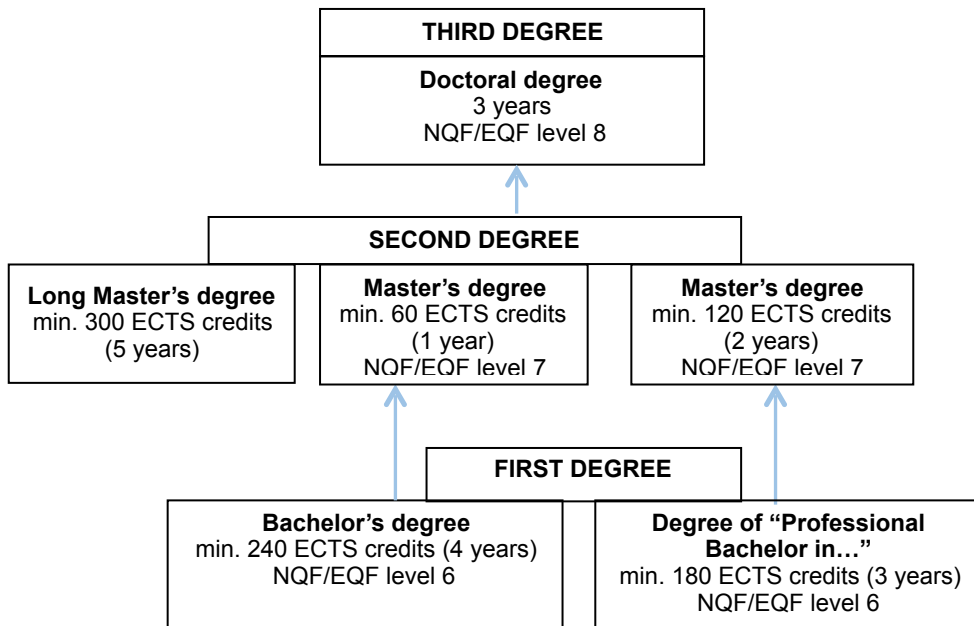 THIRD DEGREE
Doctoral degree
3 years
NQF/EQF level 8
SECOND DEGREE
Long Master’s degree
min. 300 ECTS credits
(5 years)
Master’s degree
min. 60 ECTS credits
(1 year)
NQF/EQF level 7
Master’s degree
min. 120 ECTS credits
(2 years)
NQF/EQF level 7
FIRST DEGREE
Bachelor’s degree
min. 240 ECTS credits (4 years)
NQF/EQF level 6
Degree of “Professional
Bachelor in…”
min. 180 ECTS credits (3 years)
NQF/EQF level 6